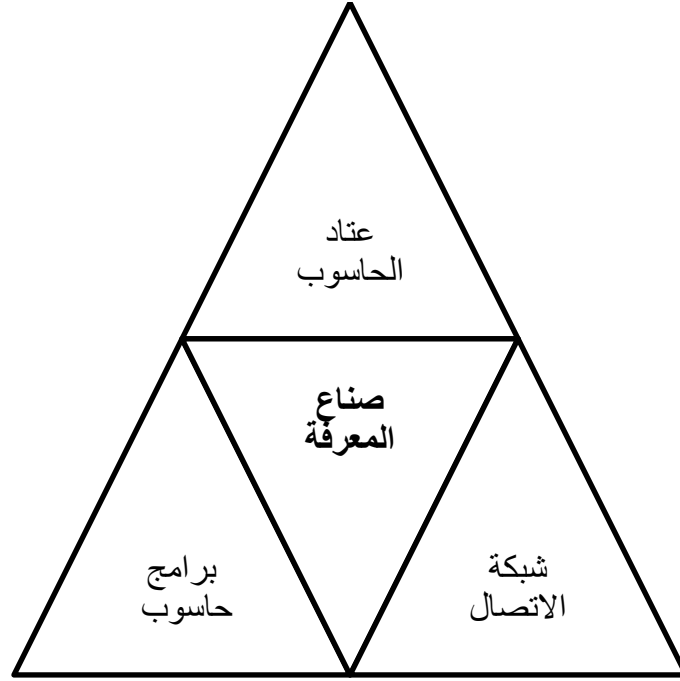 عتاد
الحاسوب
صناع
المعرفة
شبكة
الاتصال
برامج
حاسوب